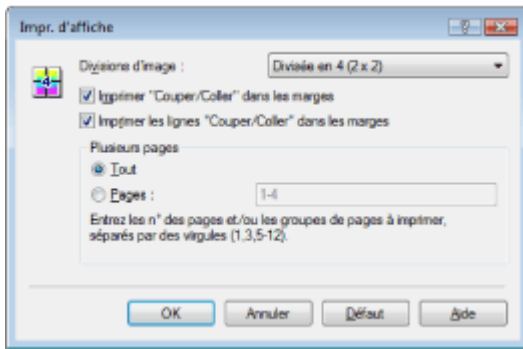 Impr. d'affiche
Divisions d'image :
Divisée en 4 (2 x 2)
4
Imprimer "Couper/Coller" dans les marges
Imprimer les lignes "Couper/Coller" dans les marges
Plusieurs pages
Tout
Pages :
1-4
Entrez les n° des pages et/ou les groupes de pages à imprimer,
séparés par des virgules (1,3,5-12).
OK
Annuler
Défaut
Aide